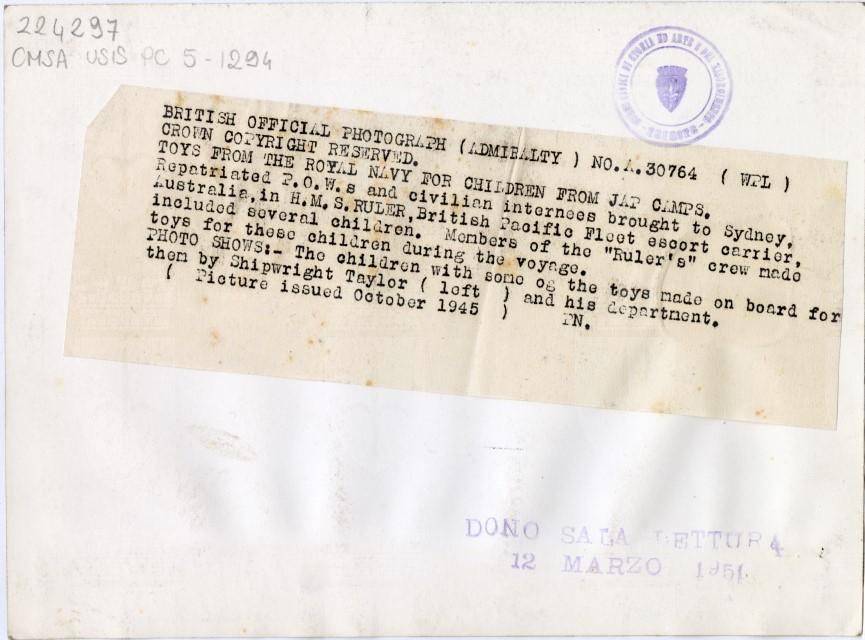 224297
CMSA USIS PC 5-1294
BRITISH OFFICIAL PHOTOGRAPH (ADMIRALTY ) NO.A.30764 ( WPL )
CROWN COPYRIGHT RESERVED.
TOYS FROM THE ROYAL NAVY FOR CHILDREN FROM JAP CAMPS.
Repatriated P.O.W.s and civilian internees brought to Sydney,
Australia,in H.M.S.RULER,British Pacific Fleet escort carrier,
included several children. Members of the "Ruler's" crew made
toys for these children during the voyage.
PHOTO SHOWS:- The children with some og the toys made on board for
them by Shipwright Taylor ( left ) and his department.
( Picture issued October 1945 ) PN.
DONO SALA LETTURA
12 MARZO 1951